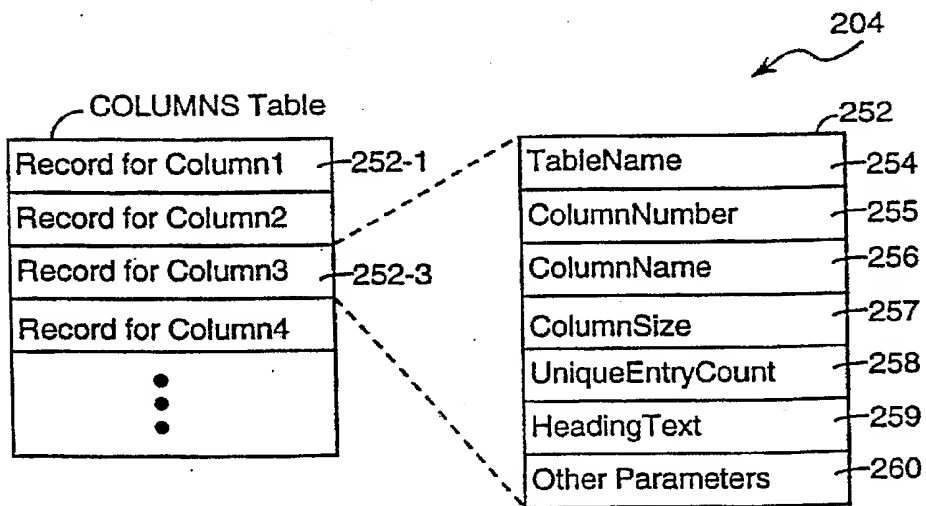 204
COLUMNS Table
Record for Column1
252-1
Record for Column2
Record for Column3
252-3
Record for Column4
252
TableName
254
ColumnNumber
255
ColumnName
256
ColumnSize
257
UniqueEntryCount
258
HeadingText
259
Other Parameters
260